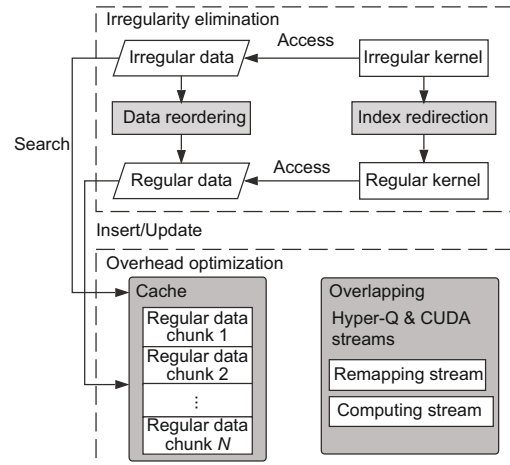 Irregularity elimination
Access
Irregular data
Irregular kernel
Data reordering
Index redirection
Search
Access
Regular data
Regular kernel
Insert/Update
Overhead optimization
Cache
Regular data
chunk 1
Regular data
chunk 2
⋮
Regular data
chunk N
Overlapping
Hyper-Q & CUDA
streams
Remapping stream
Computing stream